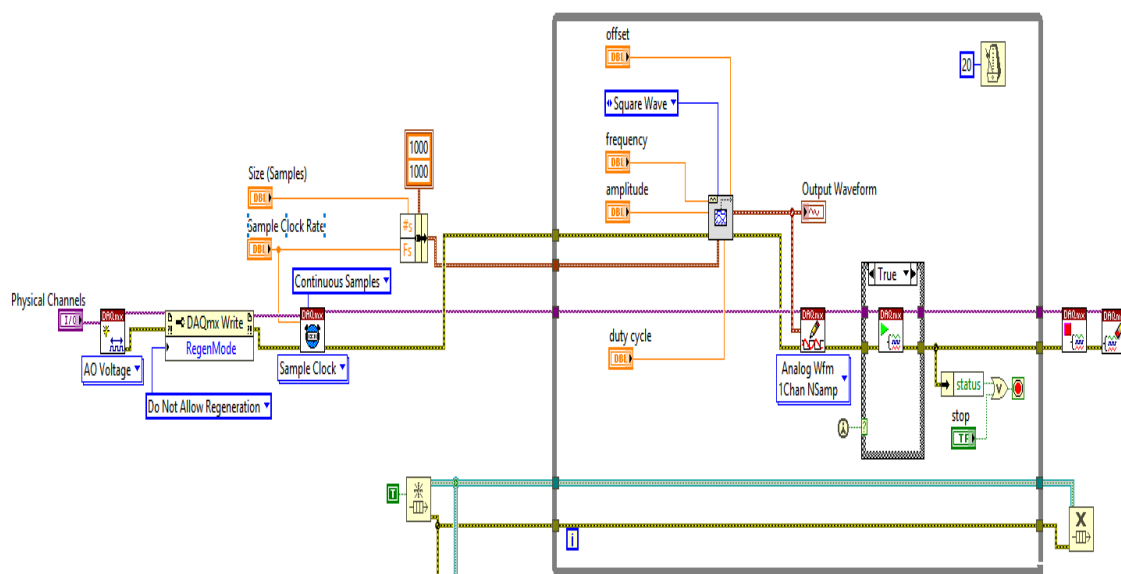 offset
DBL
20
Square Wave
frequency
DBL
1000
1000
Size (Samples)
DBL
amplitude
DBL
Output Waveform
Sample Clock Rate
DBL
#s
Fs
True
Continuous Samples
Physical Channels
I/O
DAQmx
DAQmx Write
RegenMode
DAQmx
DAQmx
DAQmx
DAQmx
DAQmx
AO Voltage
Sample Clock
duty cycle
DBL
Analog Wfm
1Chan NSamp
Do Not Allow Regeneration
status
stop
TF
?
T
i